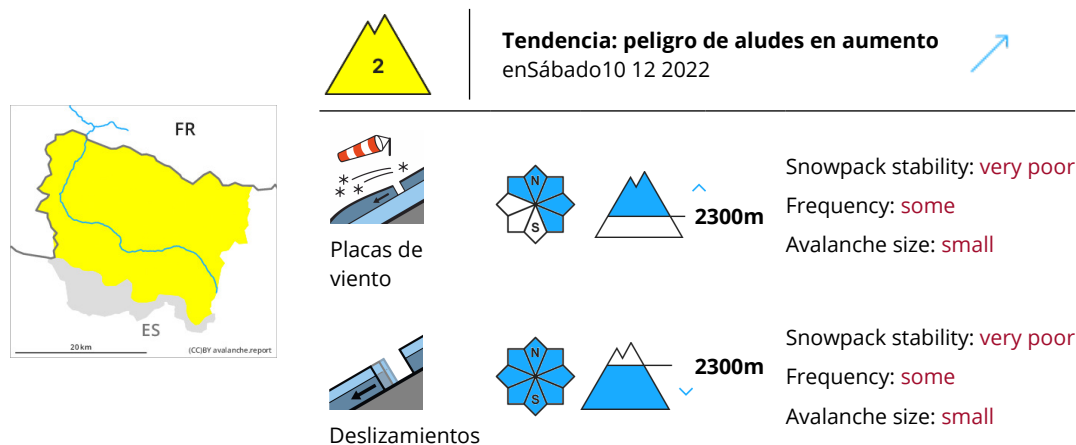 2
Tendencia: peligro de aludes en aumento
enSábado10 12 2022
FR
ES
20 km
(CC)BY avalanche.report
Placas de
viento
N
S
2300m
Snowpack stability: very poor
Frequency: some
Avalanche size: small
Deslizamientos
N
S
2300m
Snowpack stability: very poor
Frequency: some
Avalanche size: small